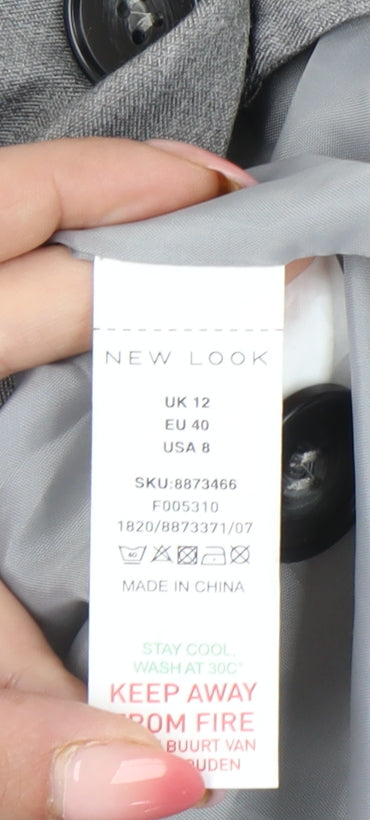 NEW LOOK
UK 12
EU 40
USA 8
SKU:8873466
F005310
1820/8873371/07
40
MADE IN CHINA
STAY COOL,
WASH AT 30C°
KEEP AWAY
FROM FIRE
BUURT VAN